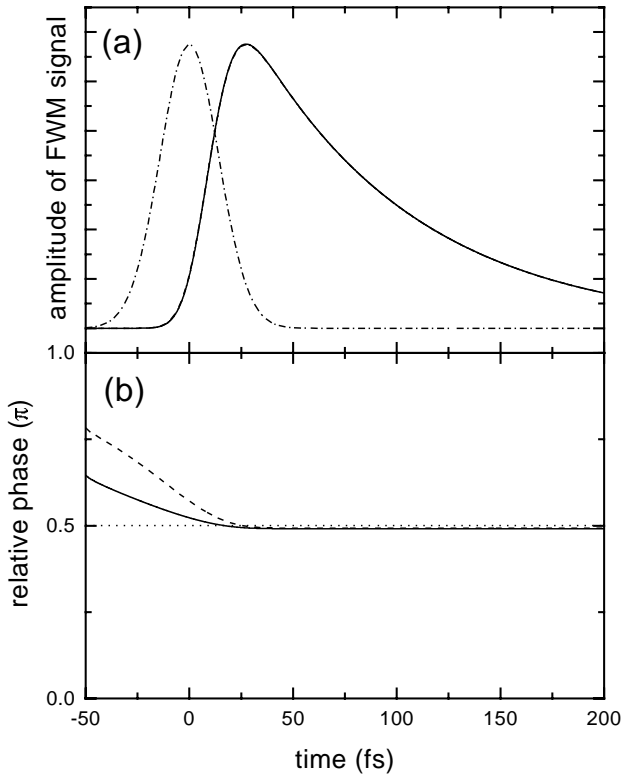 (a)
amplitude of FWM signal
1.0
(b)
relative phase (π)
0.5
0.0
-50 0 50 100 150 200
time (fs)